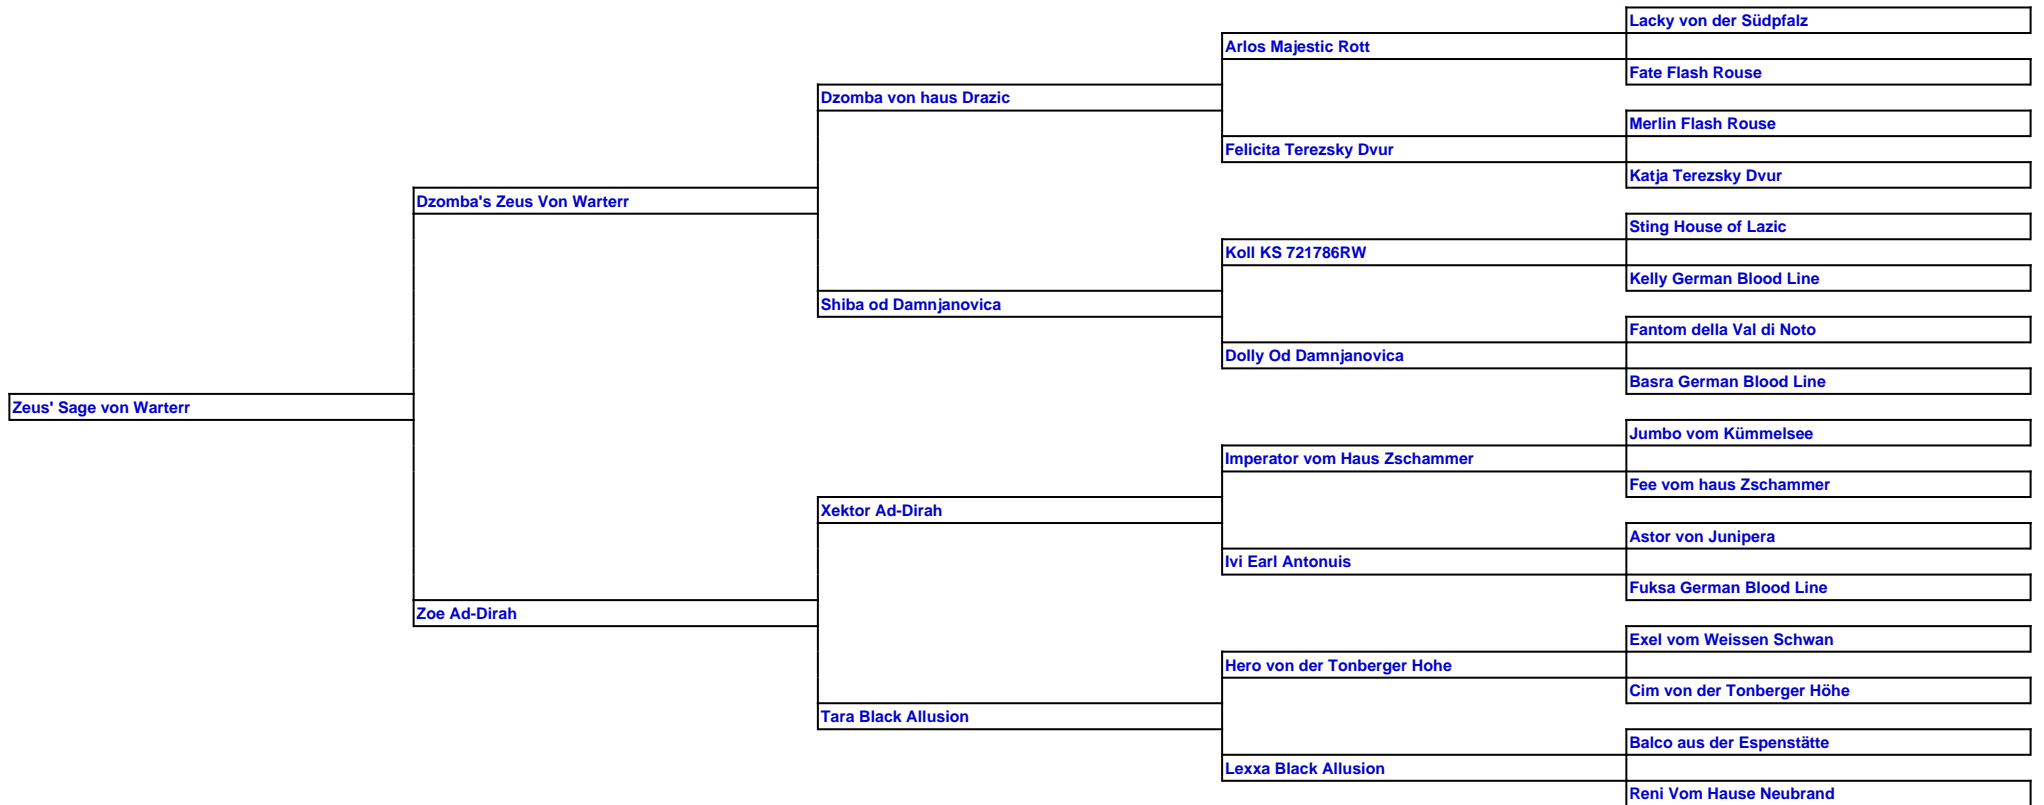 Lacky von der Südpfalz
Arlos Majestic Rott
Fate Flash Rouse
Dzomba von haus Drazic
Merlin Flash Rouse
Felicita Terezsky Dvur
Katja Terezsky Dvur
Dzomba's Zeus Von Warterr
Sting House of Lazic
Koll KS 721786RW
Kelly German Blood Line
Shiba od Damnjanovica
Fantom della Val di Noto
Dolly Od Damnjanovica
Basra German Blood Line
Zeus' Sage von Warterr
Jumbo vom Kümmelsee
Imperator vom Haus Zschammer
Fee vom haus Zschammer
Xektor Ad-Dirah
Astor von Junipera
Ivi Earl Antonuis
Fuksa German Blood Line
Zoe Ad-Dirah
Exel vom Weissen Schwan
Hero von der Tonberger Hohe
Cim von der Tonberger Höhe
Tara Black Allusion
Balco aus der Espenstätte
Lexxa Black Allusion
Reni Vom Hause Neubrand